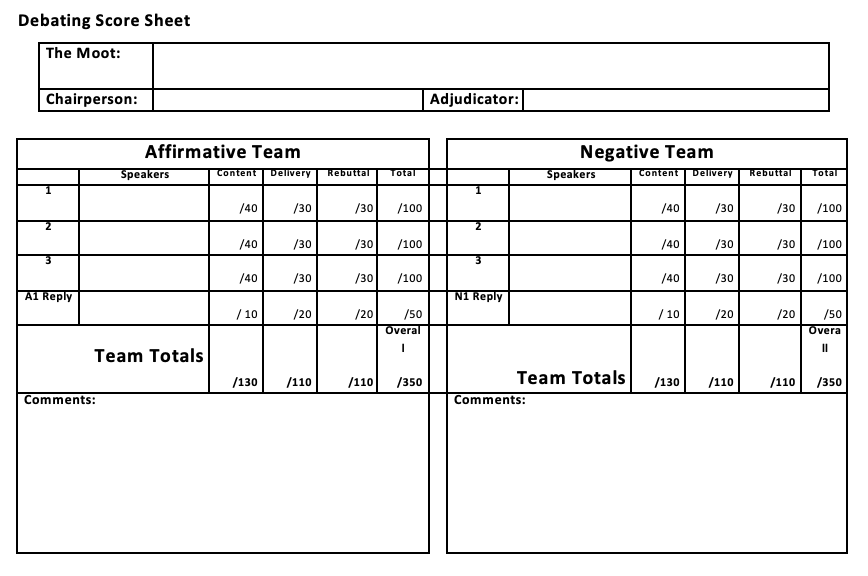 Debating Score Sheet
The Moot:
Chairperson: Adjudicator:
Affirmative Team Negative Team
Speakers Content Delivery Rebuttal Total Speakers Content Delivery Rebuttal Total
1 1
/40 /30 /30 /100 /40 /30 /30 /100
2 2
/40 /30 /30 /100 /40 /30 /30 /100
3 3
/40 /30 /30 /100 /40 /30 /30 /100
A1 Reply N1 Reply
/ 10 /20 /20 /50 / 10 /20 /20 /50
Overal Overa
Team Totals l ll
/130 /110 /110 /350 Team Totals /130 /110 /110 /350
Comments: Comments: